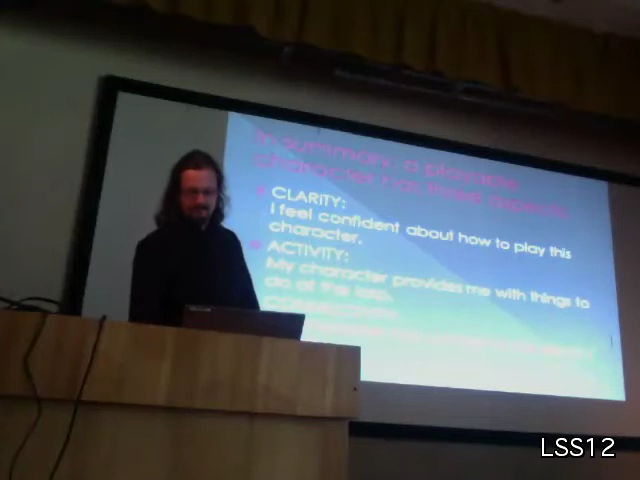 In summary, a playable
character has three aspects
CLARITY:
I feel confident about how to play this
character.
ACTIVITY:
My character provides me with things to
do at the larp.
LSS12